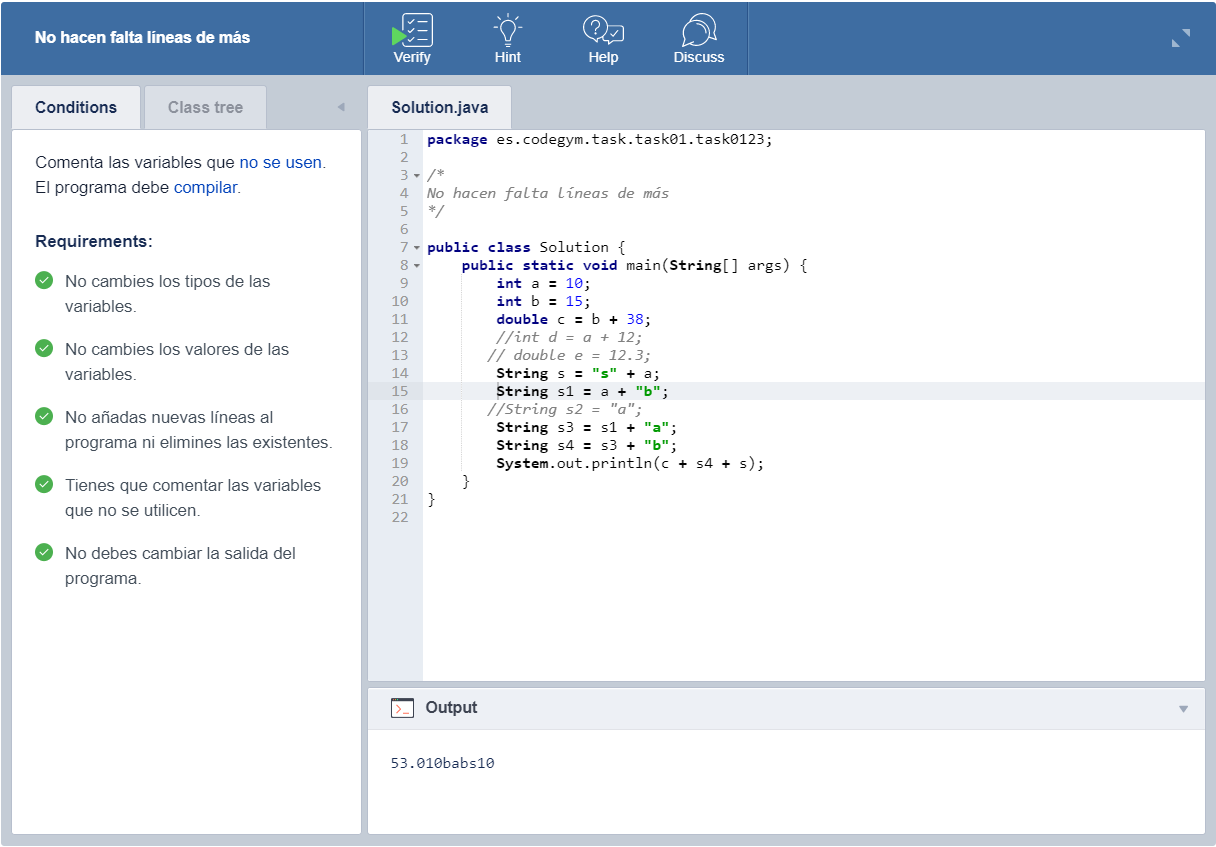 No hacen falta líneas de más
Verify
Hint
Help
Discuss
Conditions
Class tree
Comenta las variables que no se usen.
El programa debe compilar.
Requirements:
No cambies los tipos de las
variables.
No cambies los valores de las
variables.
No añadas nuevas líneas al
programa ni elimines las existentes.
Tienes que comentar las variables
que no se utilicen.
No debes cambiar la salida del
programa.
Solution.java
1 package es.codegym.task.task01.task0123;
2
3 /*
4 No hacen falta líneas de más
5 */
6
7 public class Solution {
8 public static void main(String[] args) {
9 int a = 10;
10 int b = 15;
11 double c = b + 38;
12 //int d = a + 12;
13 // double e = 12.3;
14 String s = "s" + a;
15 String s1 = a + "b";
16 //String s2 = "a";
17 String s3 = s1 + "a";
18 String s4 = s3 + "b";
19 System.out.println(c + s4 + s);
20 }
21 }
22
Output
53.010babs10